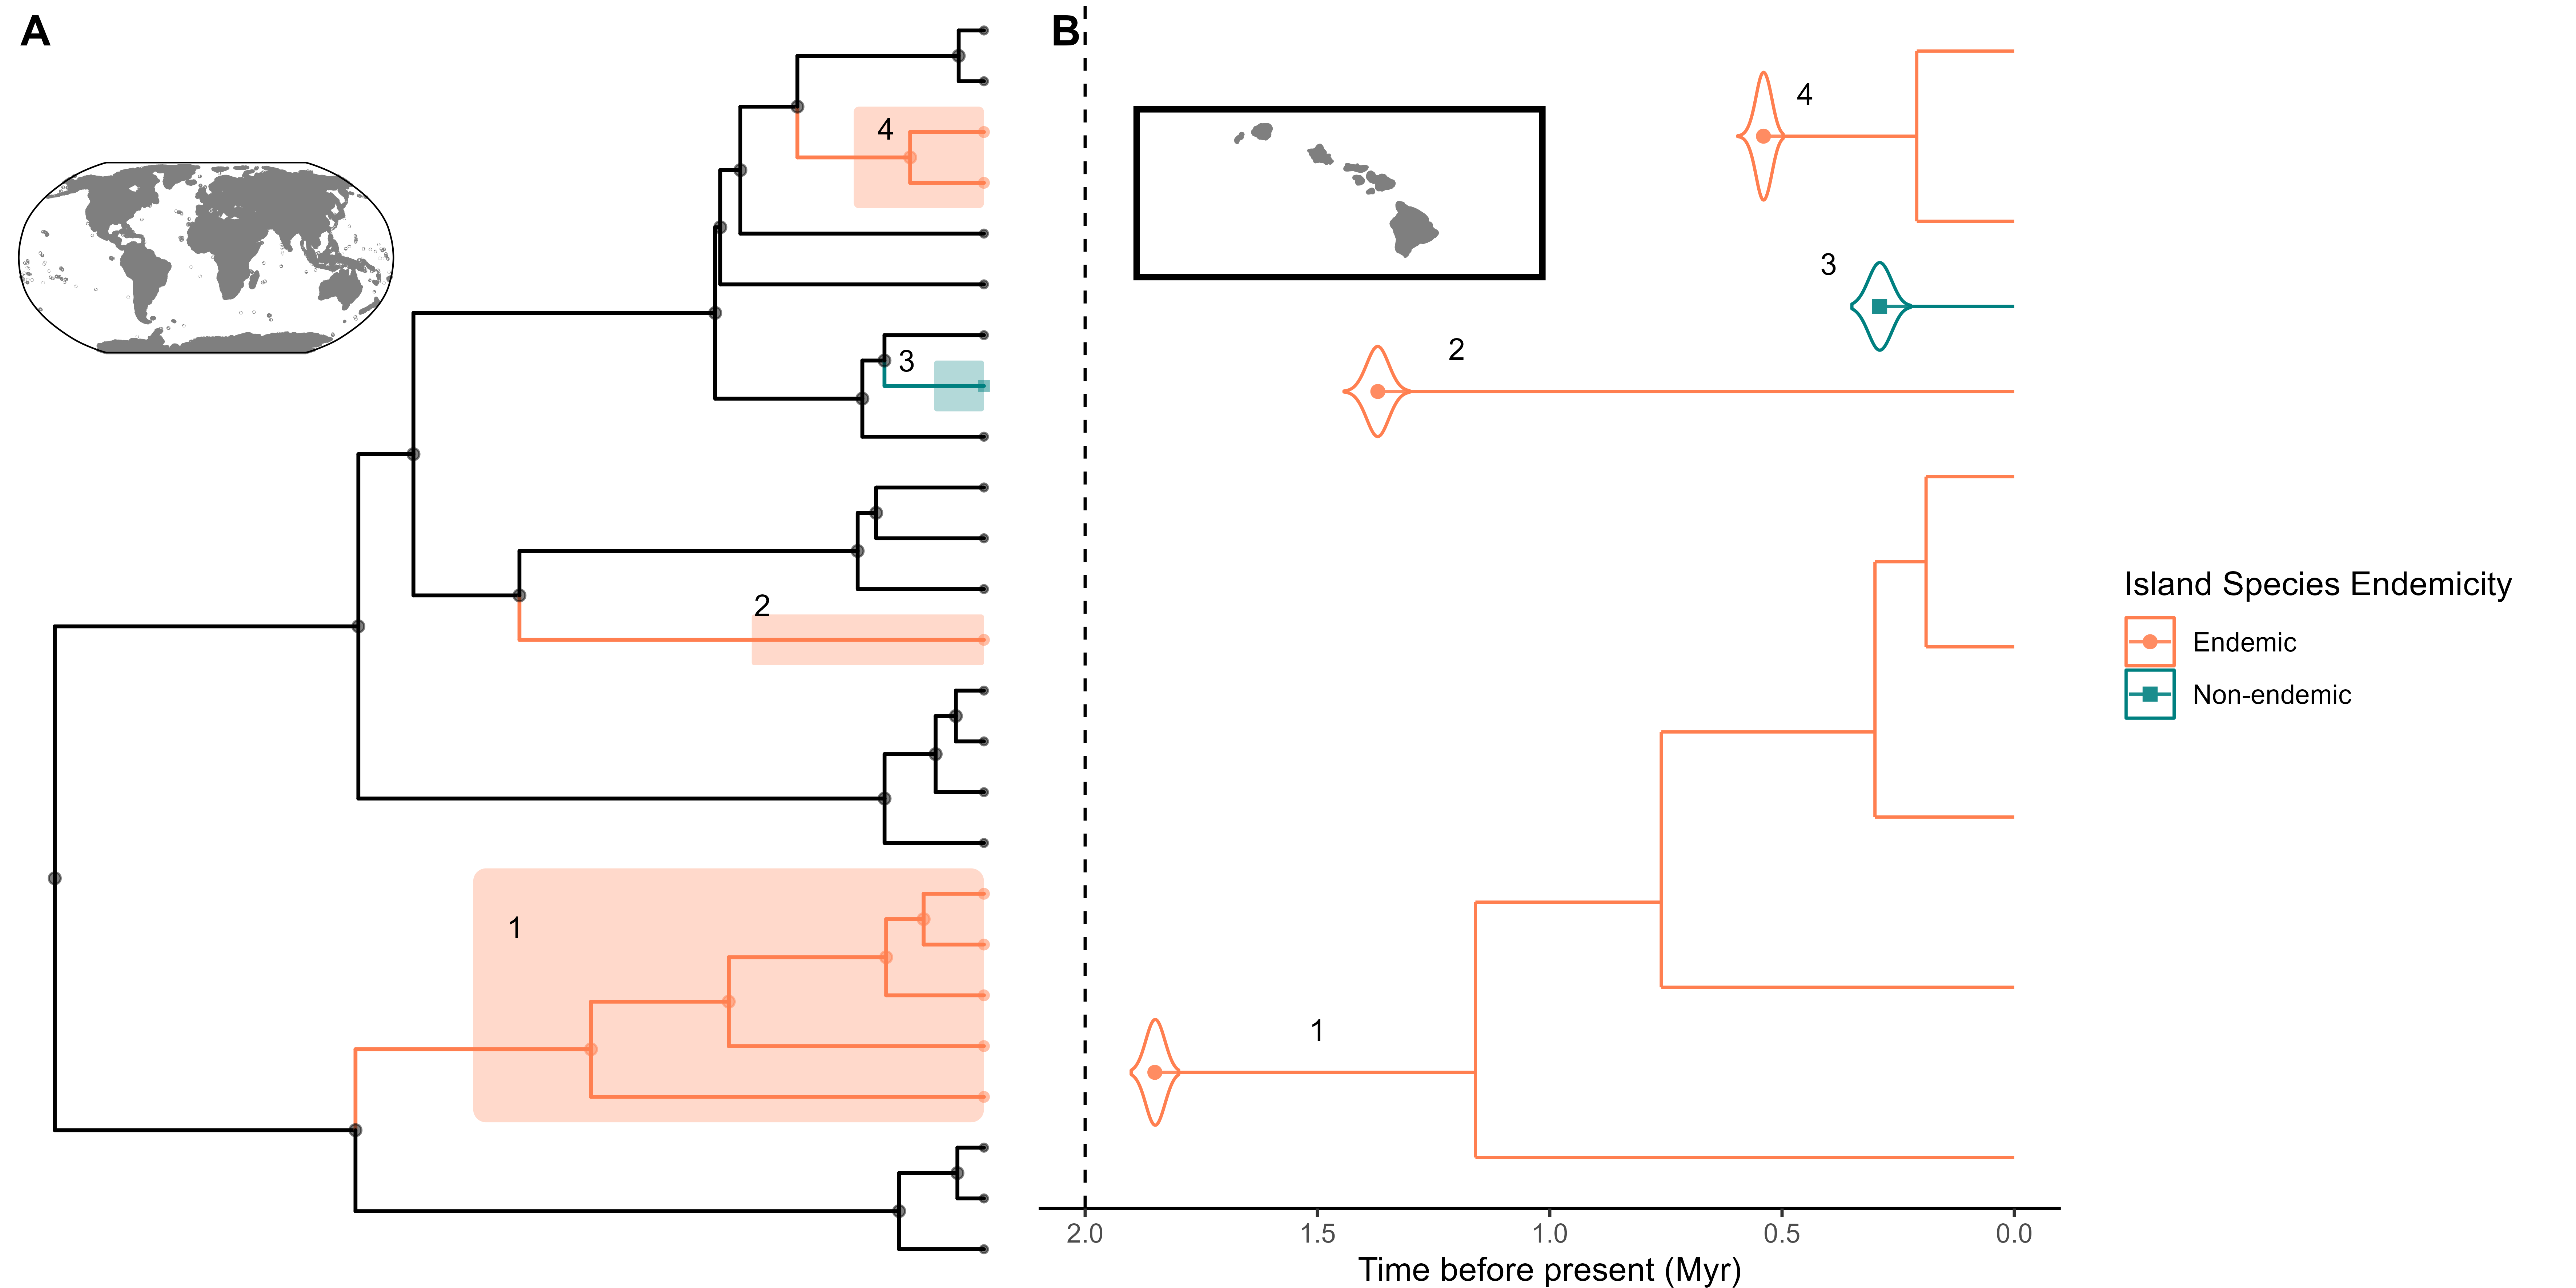 A
4
3
2
1
B
4
3
2
1
2.0 1.5 1.0 0.5 0.0
Time before present (Myr)
Island Species Endemicity
Endemic
Non-endemic